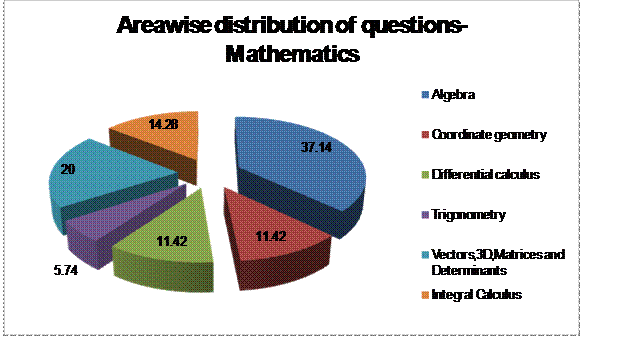 Areawise distribution of questions-
Mathematics
14.28
37.14
20
11.42
11.42
5.74
Algebra
Coordinate geometry
Differential calculus
Trigonometry
Vectors,3D,Matrices and
Determinants
Integral Calculus